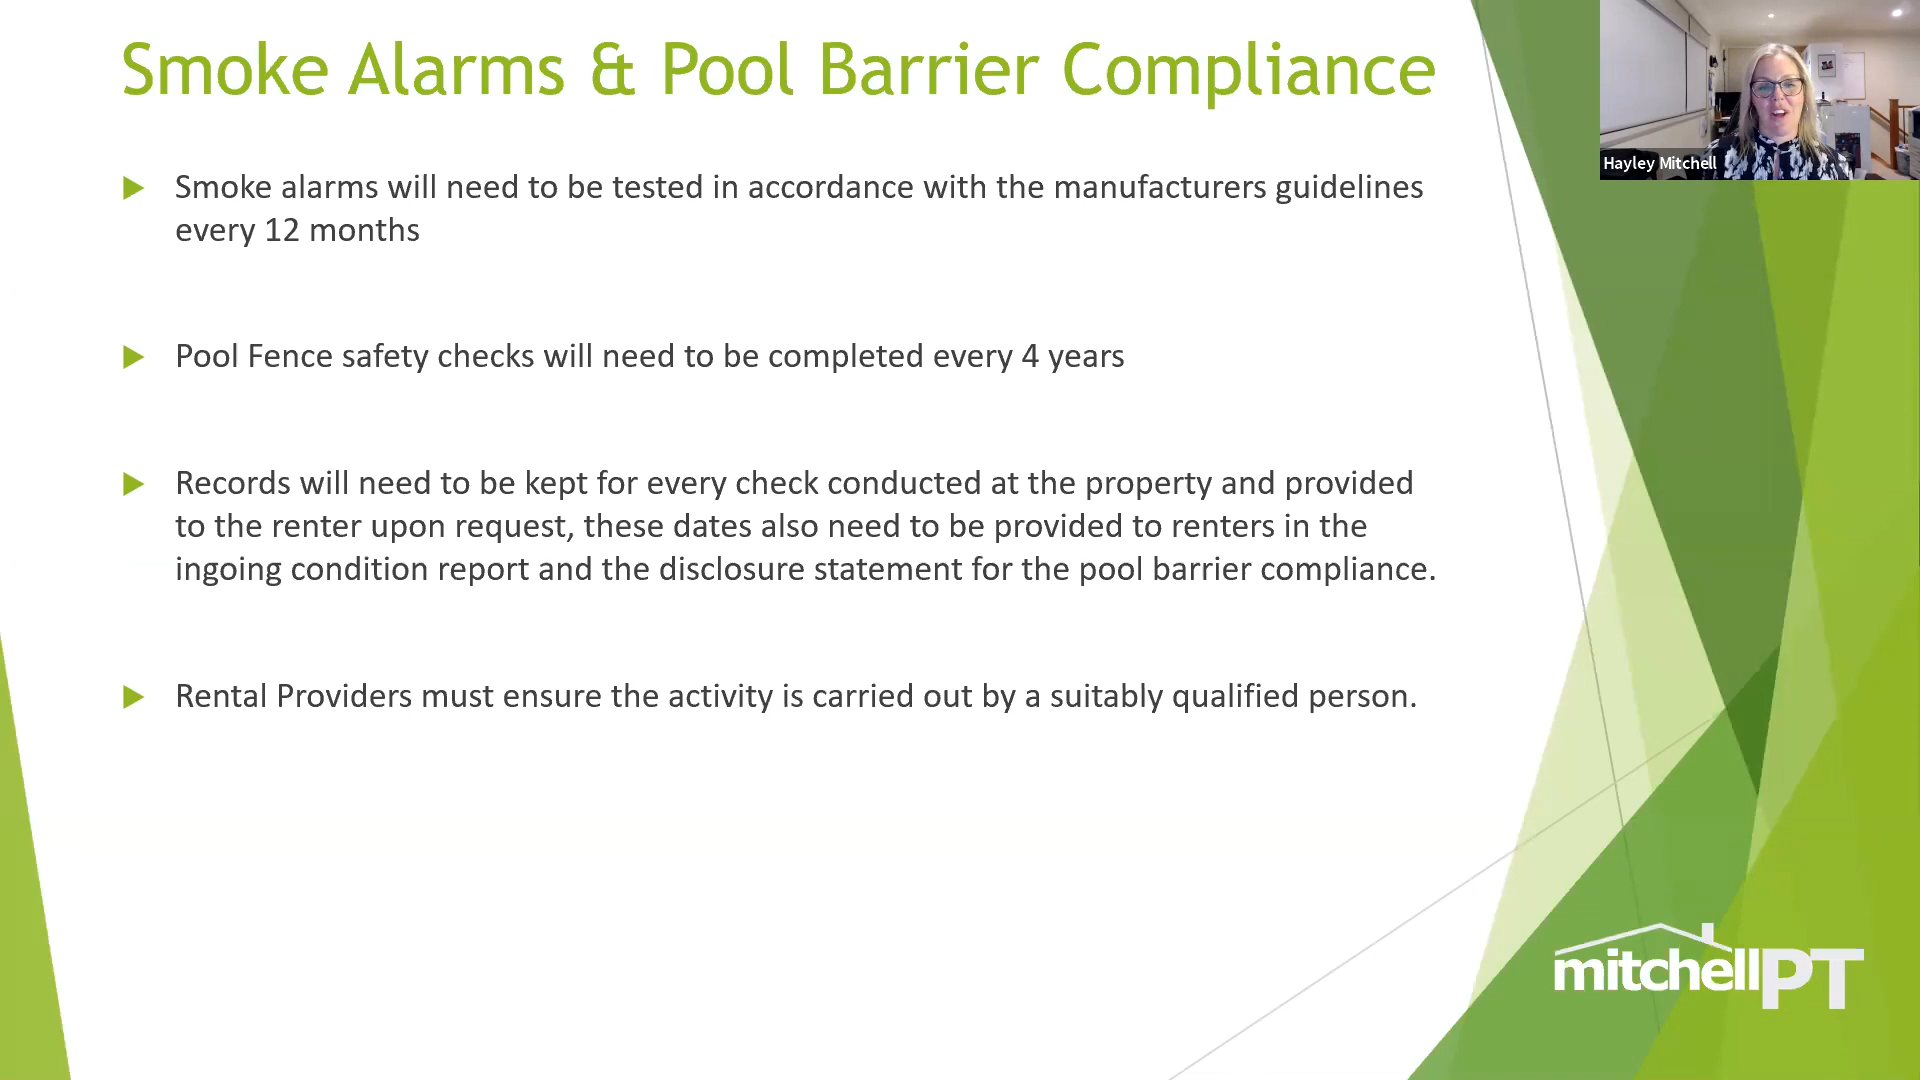 Smoke Alarms & Pool Barrier Compliance
Hayley Mitchell
Smoke alarms will need to be tested in accordance with the manufacturers guidelines
every 12 months
Pool Fence safety checks will need to be completed every 4 years
Records will need to be kept for every check conducted at the property and provided
to the renter upon request, these dates also need to be provided to renters in the
ingoing condition report and the disclosure statement for the pool barrier compliance.
Rental Providers must ensure the activity is carried out by a suitably qualified person.
mitchellPT